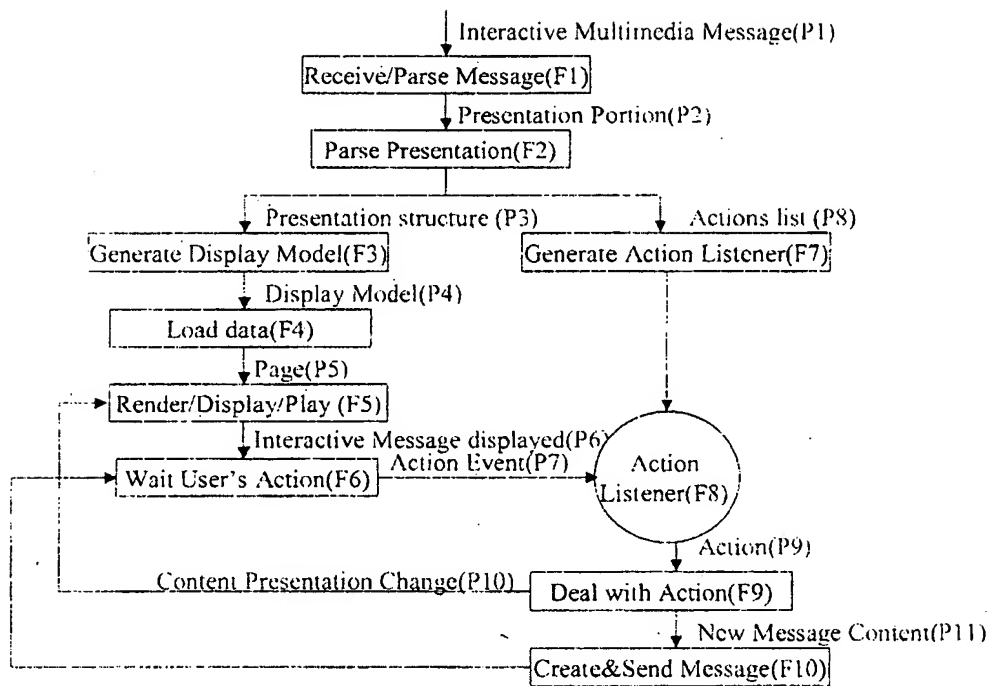 Interactive Multimedia Message(P1)
Receive/Parse Message(F1)
Presentation Portion(P2)
Parse Presentation(F2)
Presentation structure (P3)
Actions list (P8)
Generate Display Model(F3)
Generate Action Listener(F7)
Display Model(P4)
Load data(F4)
Page(P5)
Render/Display/Play (F5)
Interactive Message displayed(P6)
Action Event(P7)
Wait User's Action(F6)
Action
Listener(F8)
Action(P9)
Content Presentation Change(P10)
Deal with Action(F9)
New Message Content(P11)
Create&Send Message(F10)